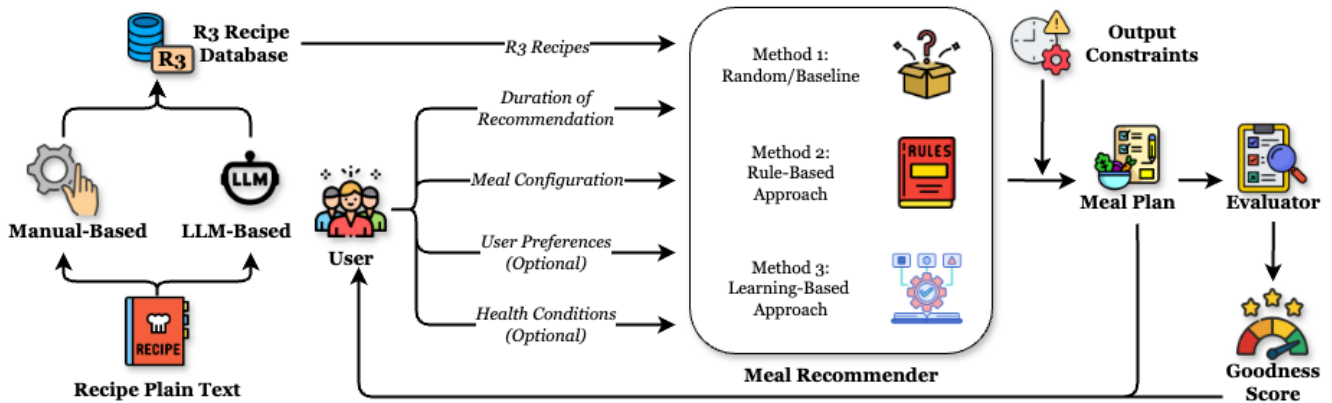 R3 Recipe
Database
R3
R3 Recipes
Method 1:
Random/Baseline
Output
Constraints
Duration of
Recommendation
LLM
RULES
Method 2:
Rule-Based
Approach
Meal Configuration
Manual-Based
LLM-Based
User
Meal Plan
Evaluator
User Preferences
(Optional)
Method 3:
Learning-Based
Approach
Health Conditions
(Optional)
RECIPE
Recipe Plain Text
Meal Recommender
Goodness
Score